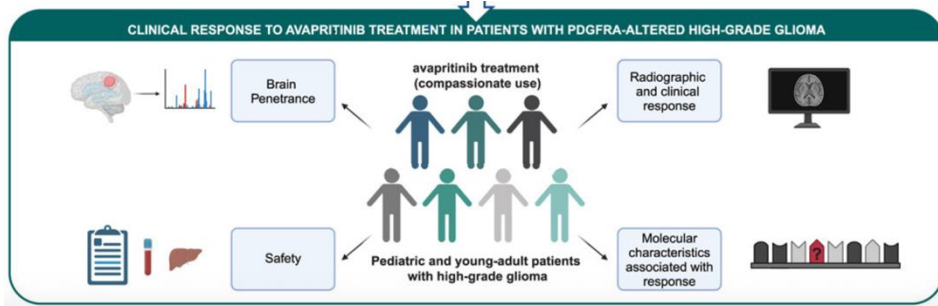 CLINICAL RESPONSE TO AVAPRITINIB TREATMENT IN PATIENTS WITH PDGFRA-ALTERED HIGH-GRADE GLIOMA
Brain
Penetrance
avapritinib treatment
(compassionate use)
Radiographic
and clinical
response
Safety
Pediatric and young-adult patients
with high-grade glioma
Molecular
characteristics
associated with
response
?